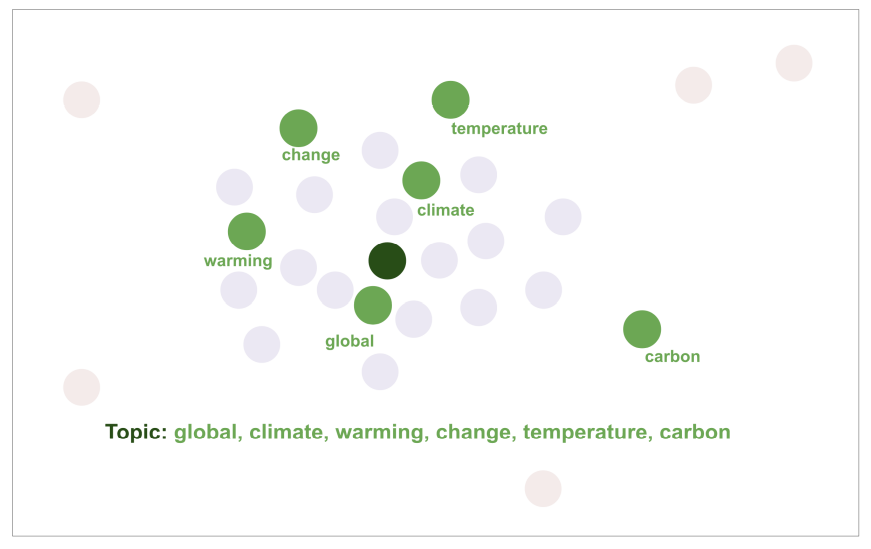 temperature
change
climate
warming
global
carbon
Topic: global, climate, warming, change, temperature, carbon